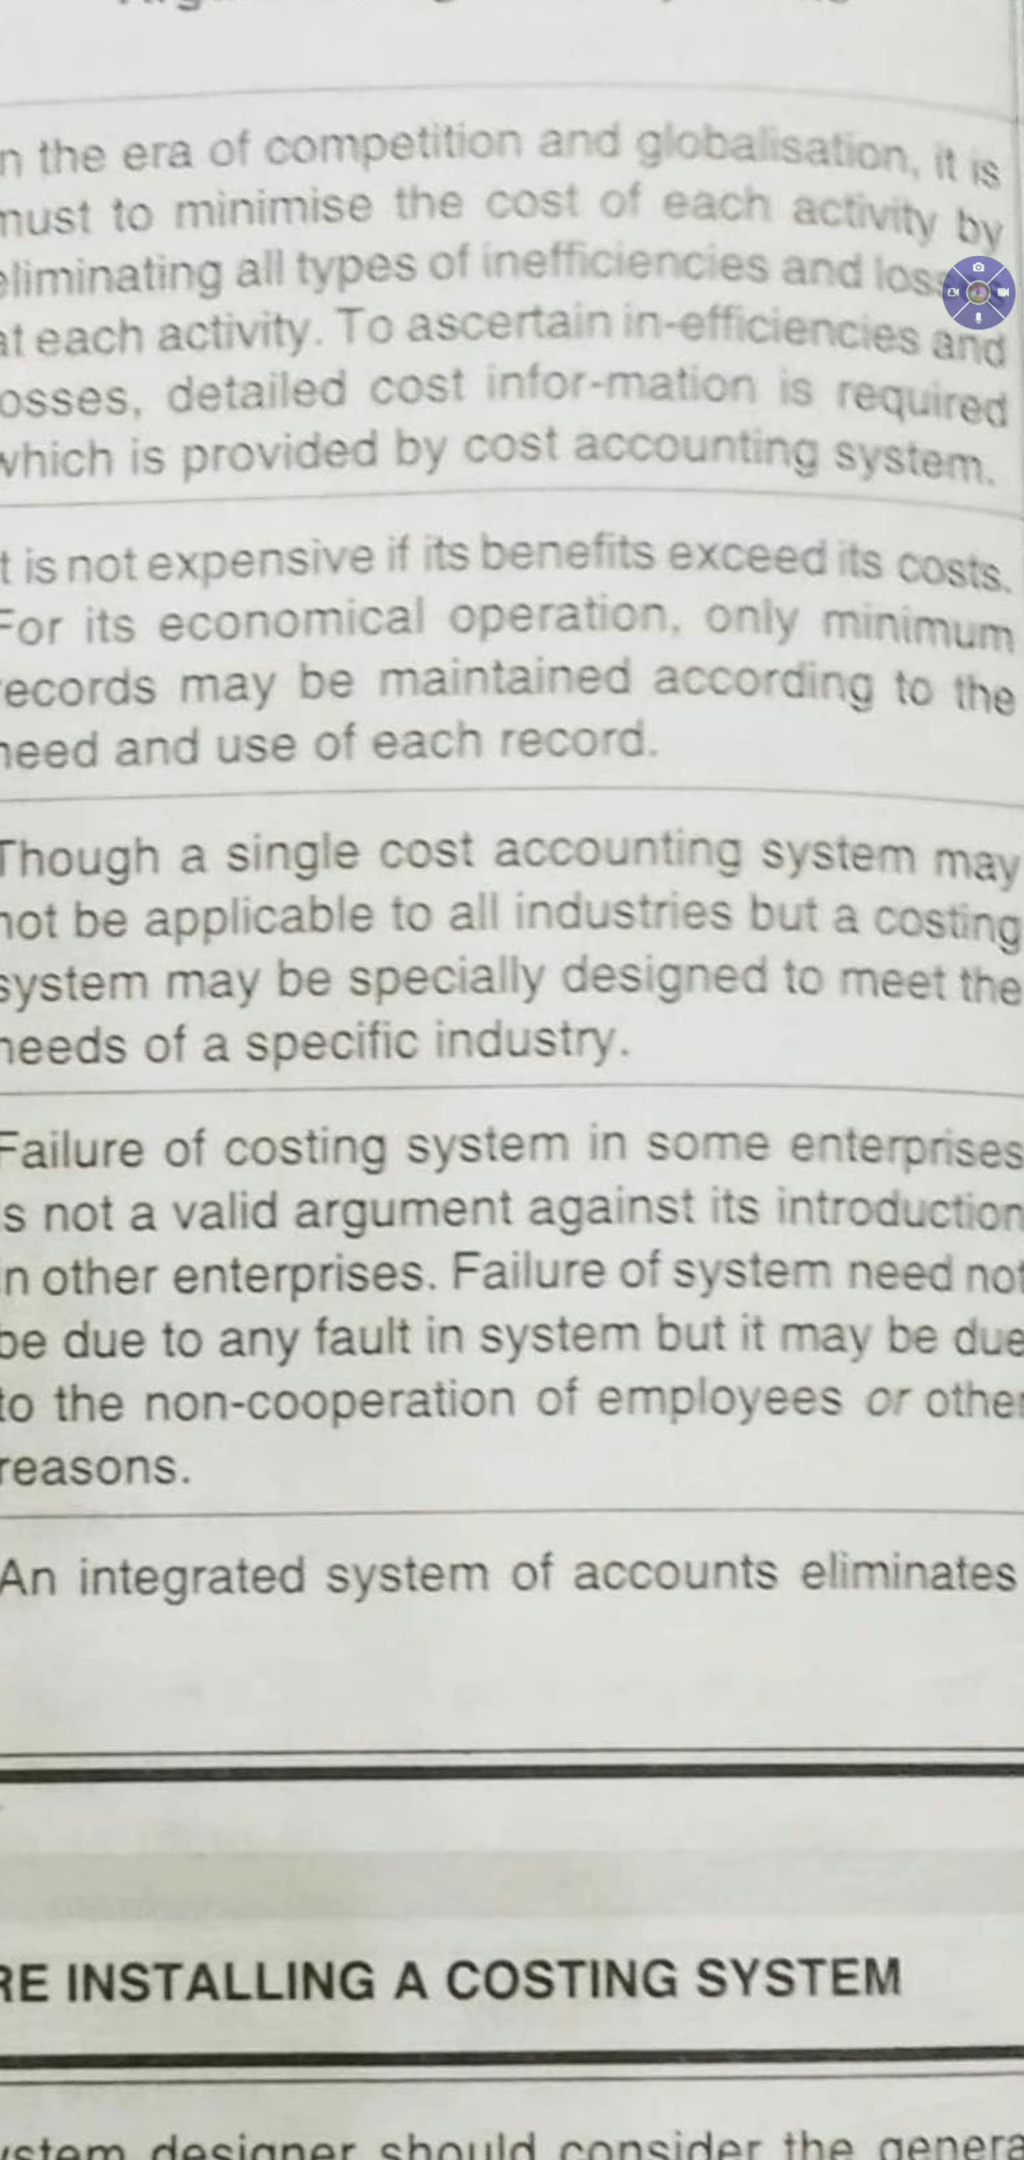 n the era of competition and globalisation, it is
must to minimise the cost of each activity by
eliminating all types of inefficiencies and loss
at each activity. To ascertain in-efficiencies and
osses, detailed cost infor-mation is required
which is provided by cost accounting system.
t is not expensive if its benefits exceed its costs.
For its economical operation, only minimum
records may be maintained according to the
need and use of each record.
Though a single cost accounting system may
not be applicable to all industries but a costing
system may be specially designed to meet the
needs of a specific industry.
Failure of costing system in some enterprises
s not a valid argument against its introduction
in other enterprises. Failure of system need not
be due to any fault in system but it may be due
to the non-cooperation of employees or other
reasons.
An integrated system of accounts eliminates
RE INSTALLING A COSTING SYSTEM
ystem designer should consider the genera